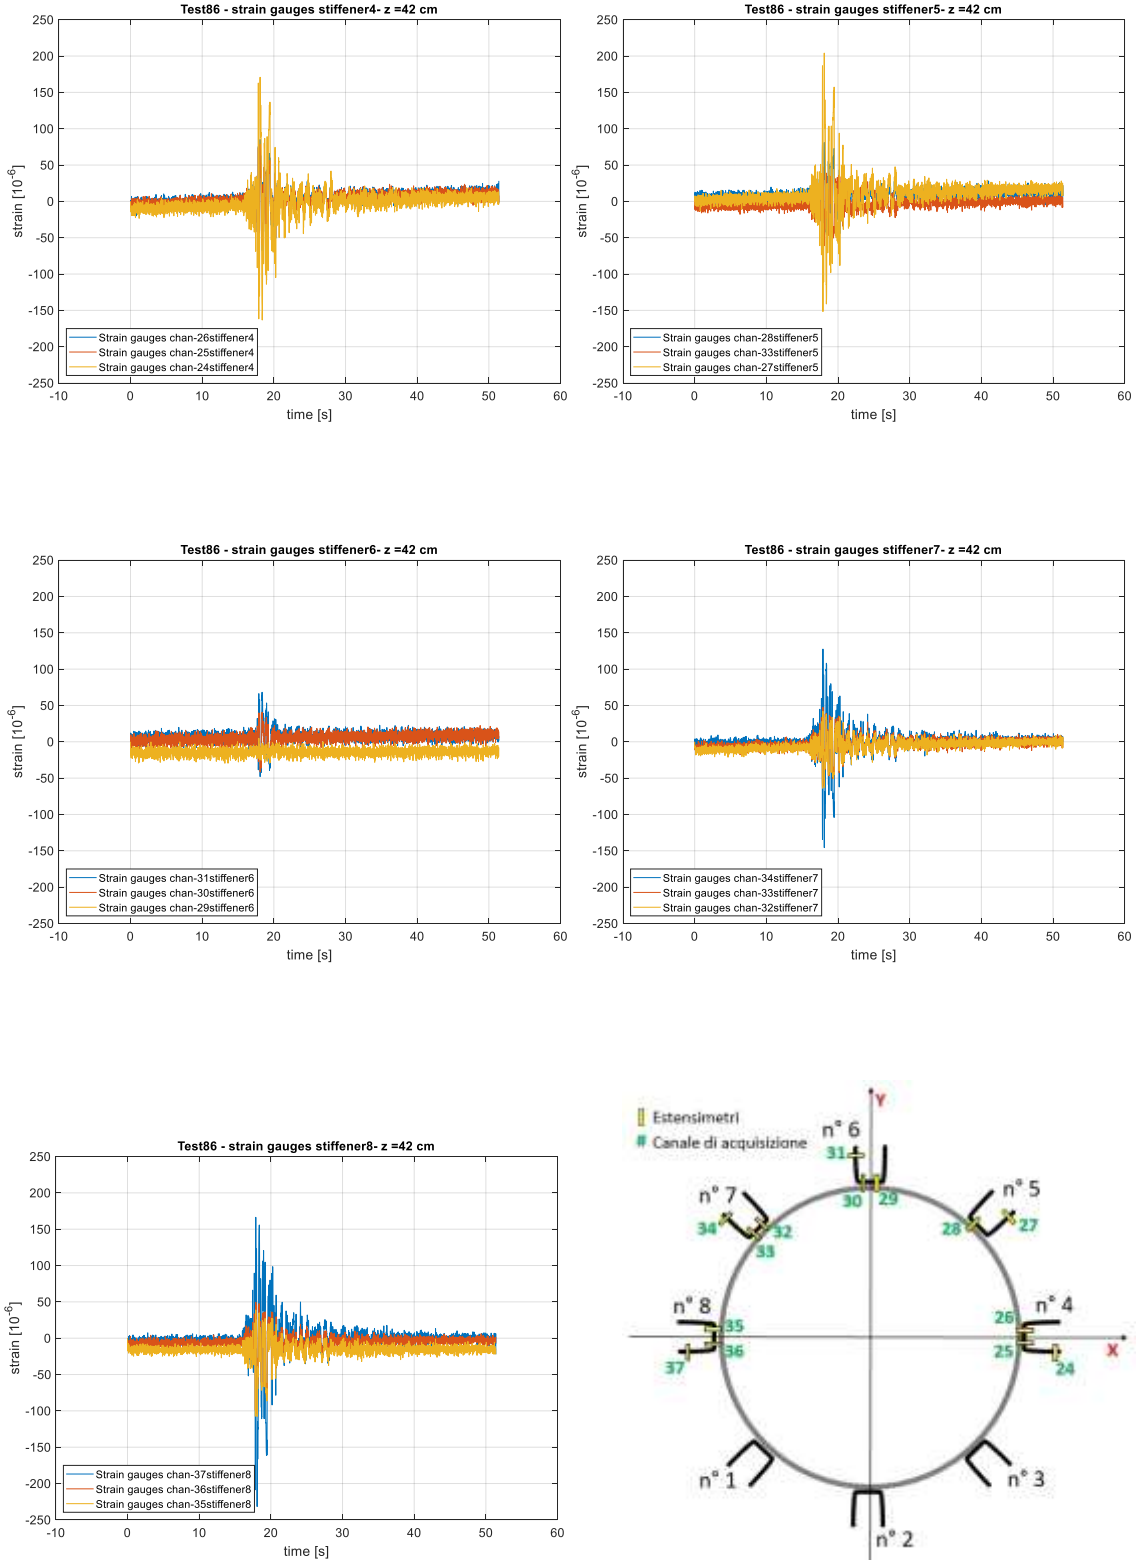 Test86 - strain gauges stiffener4- z =42 cm
250
200
150
100
50
0
-50
-100
-150
-200
-250
strain [10-6]
Strain gauges chan-26stiffener4
Strain gauges chan-25stiffener4
Strain gauges chan-24stiffener4
-10 0 10 20 30 40 50 60
time [s]
Test86 - strain gauges stiffener5- z =42 cm
250
200
150
100
50
0
-50
-100
-150
-200
-250
strain [10-6]
Strain gauges chan-28stiffener5
Strain gauges chan-33stiffener5
Strain gauges chan-27stiffener5
-10 0 10 20 30 40 50 60
time [s]
Test86 - strain gauges stiffener6- z =42 cm
250
200
150
100
50
0
-50
-100
-150
-200
-250
strain [10-6]
Strain gauges chan-31stiffener6
Strain gauges chan-30stiffener6
Strain gauges chan-29stiffener6
-10 0 10 20 30 40 50 60
time [s]
Test86 - strain gauges stiffener7- z =42 cm
250
200
150
100
50
0
-50
-100
-150
-200
-250
strain [10-6]
Strain gauges chan-34stiffener7
Strain gauges chan-33stiffener7
Strain gauges chan-32stiffener7
-10 0 10 20 30 40 50 60
time [s]
Test86 - strain gauges stiffener8- z =42 cm
250
200
150
100
50
0
-50
-100
-150
-200
-250
strain [10-6]
Strain gauges chan-37stiffener8
Strain gauges chan-36stiffener8
Strain gauges chan-35stiffener8
-10 0 10 20 30 40 50 60
time [s]
Y
Estensimetri
# Canale di acquisizione
n° 6
31
30 29
n° 7
34 32
33
n° 5
28 27
n° 8
35
36
37
n° 4
26
25
24
X
n° 1
n° 3
n° 2